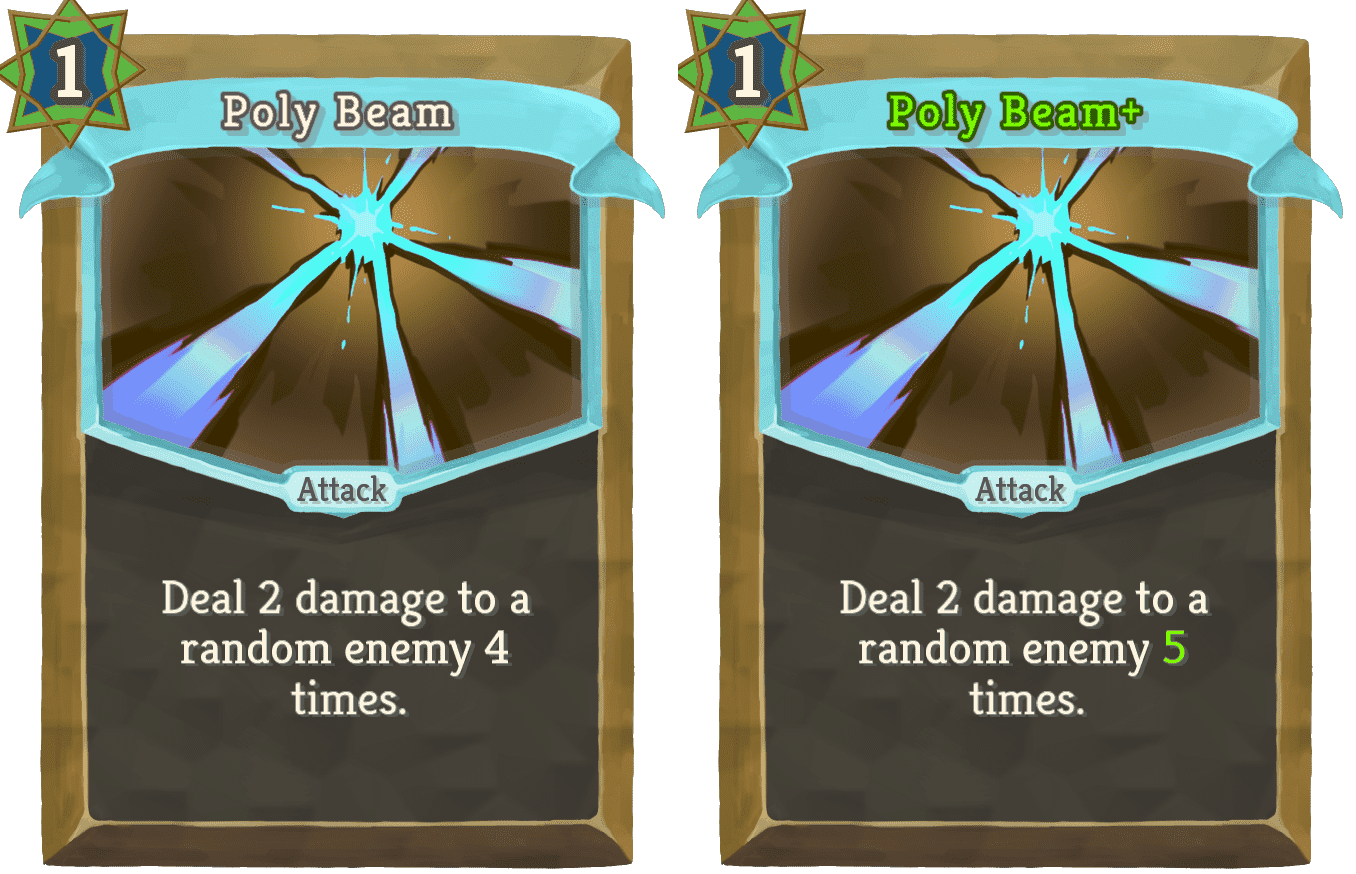 1
Poly Beam
Attack
Deal 2 damage to a
random enemy 4
times.
1
Poly Beam+
Attack
Deal 2 damage to a
random enemy 5
times.